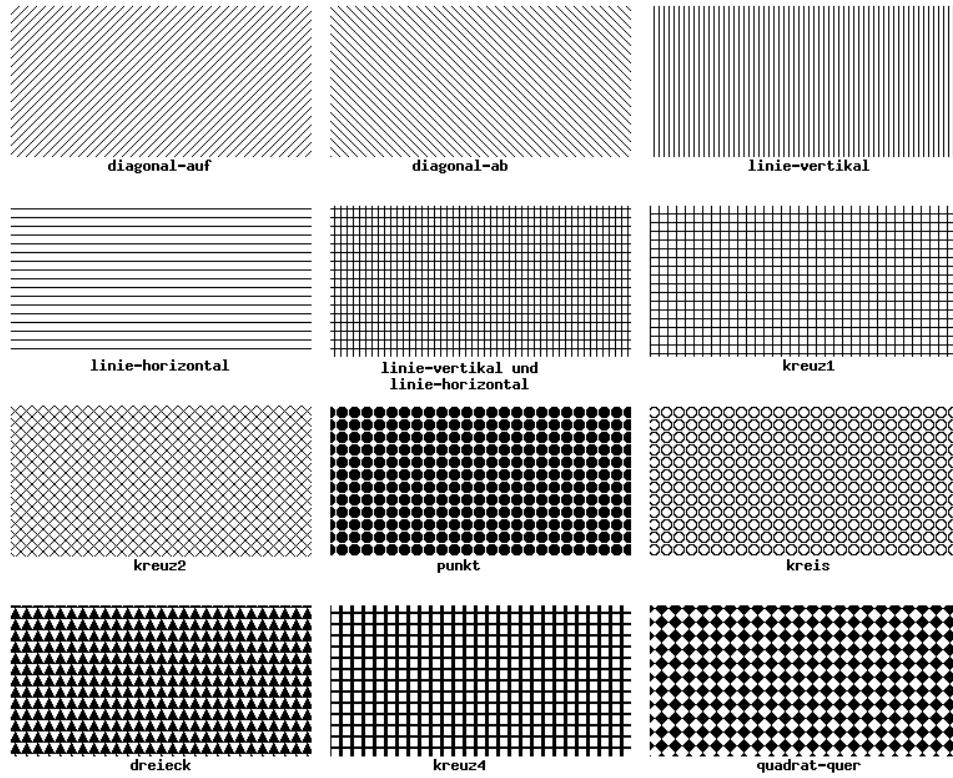 diagonal-auf
diagonal-ab
linie-vertikal
linie-horizontal
linie-vertikal und
linie-horizontal
kreuz1
kreuz2
punkt
kreis
dreieck
kreuz4
quadrat-quer